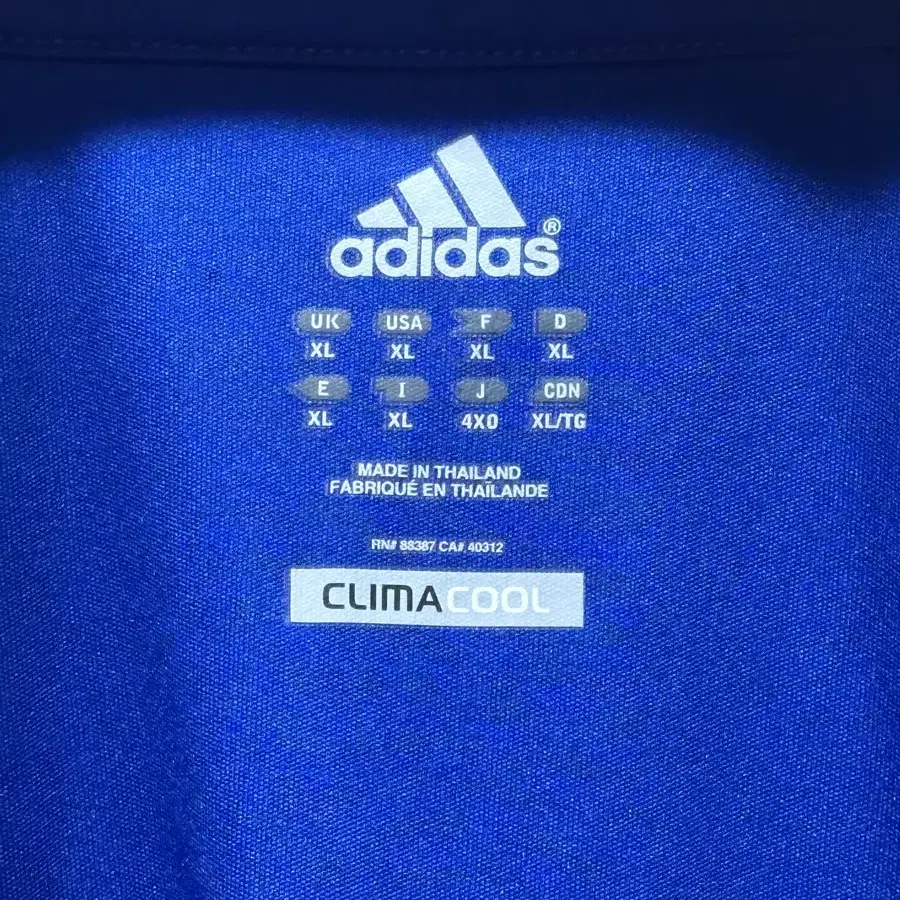 adidas®
UK USA F D
XL XL XL XL
E I J CDN
XL XL 4XO XL/TG
MADE IN THAILAND
FABRIQUÉ EN THAÏLANDE
RN# 88387 CA# 40312
CLIMACOOL